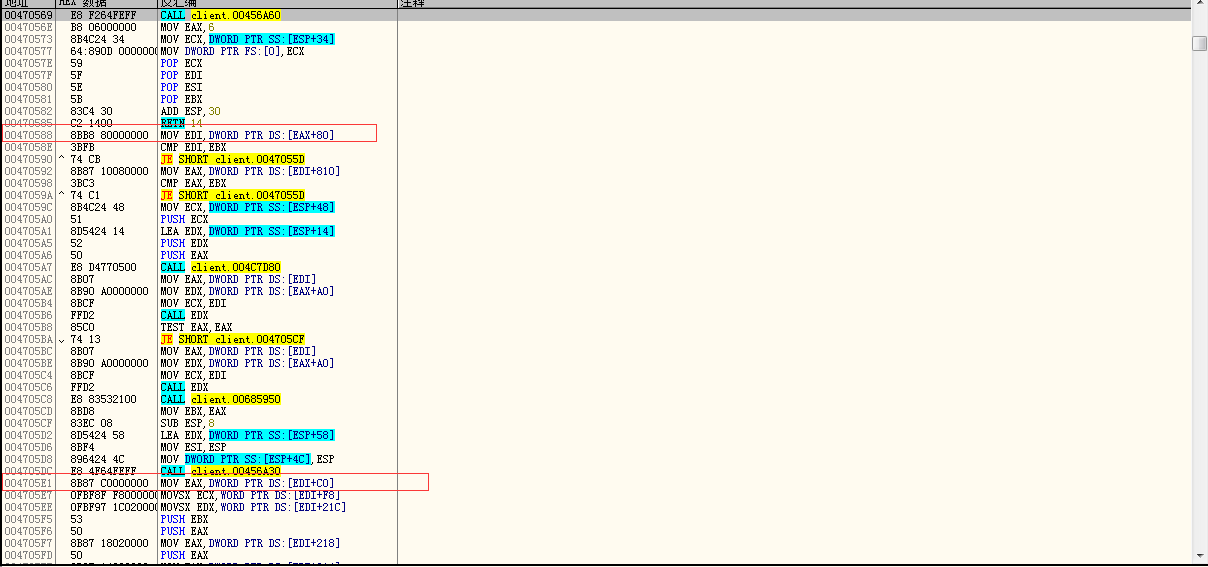 地址 HEX 数据 反汇编 注释
00470569 E8 F264FEFF CALL client.00456A60
0047056E B8 06000000 MOV EAX,6
00470573 8B4C24 34 MOV ECX,DWORD PTR SS:[ESP+34]
00470577 64:890D 0000000 MOV DWORD PTR FS:[0],ECX
0047057E 59 POP ECX
0047057F 5F POP EDI
00470580 5E POP ESI
00470581 5B POP EBX
00470582 83C4 30 ADD ESP,30
00470585 C2 1400 RETN 14
00470588 8BB8 80000000 MOV EDI,DWORD PTR DS:[EAX+80]
0047058E 3BFB CMP EDI,EBX
00470590 ^ 74 CB JE SHORT client.0047055D
00470592 8B87 10080000 MOV EAX,DWORD PTR DS:[EDI+810]
00470598 3BC3 CMP EAX,EBX
0047059A ^ 74 C1 JE SHORT client.0047055D
0047059C 8B4C24 48 MOV ECX,DWORD PTR SS:[ESP+48]
004705A0 51 PUSH ECX
004705A1 8D5424 14 LEA EDX,DWORD PTR SS:[ESP+14]
004705A5 52 PUSH EDX
004705A6 50 PUSH EAX
004705A7 E8 D4770500 CALL client.004C7D80
004705AC 8B07 MOV EAX,DWORD PTR DS:[EDI]
004705AE 8B90 A0000000 MOV EDX,DWORD PTR DS:[EAX+A0]
004705B4 8BCF MOV ECX,EDI
004705B6 FFD2 CALL EDX
004705B8 85C0 TEST EAX,EAX
004705BA 74 13 JE SHORT client.004705CF
004705BC 8B07 MOV EAX,DWORD PTR DS:[EDI]
004705BE 8B90 A0000000 MOV EDX,DWORD PTR DS:[EAX+A0]
004705C4 8BCF MOV ECX,EDI
004705C6 FFD2 CALL EDX
004705C8 E8 83532100 CALL client.00685950
004705CD 8BD8 MOV EBX,EAX
004705CF 83EC 08 SUB ESP,8
004705D2 8D5424 58 LEA EDX,DWORD PTR SS:[ESP+58]
004705D6 8BF4 MOV ESI,ESP
004705D8 896424 4C MOV DWORD PTR SS:[ESP+4C],ESP
004705DC E8 4F64FEFF CALL client.00456A30
004705E1 8B87 C0000000 MOV EAX,DWORD PTR DS:[EDI+C0]
004705E7 0FBF8F F800000 MOVSX ECX,WORD PTR DS:[EDI+F8]
004705EE 0FBF97 1C02000 MOVSX EDX,WORD PTR DS:[EDI+21C]
004705F5 53 PUSH EBX
004705F6 50 PUSH EAX
004705F7 8B87 18020000 MOV EAX,DWORD PTR DS:[EDI+218]
004705FD 50 PUSH EAX